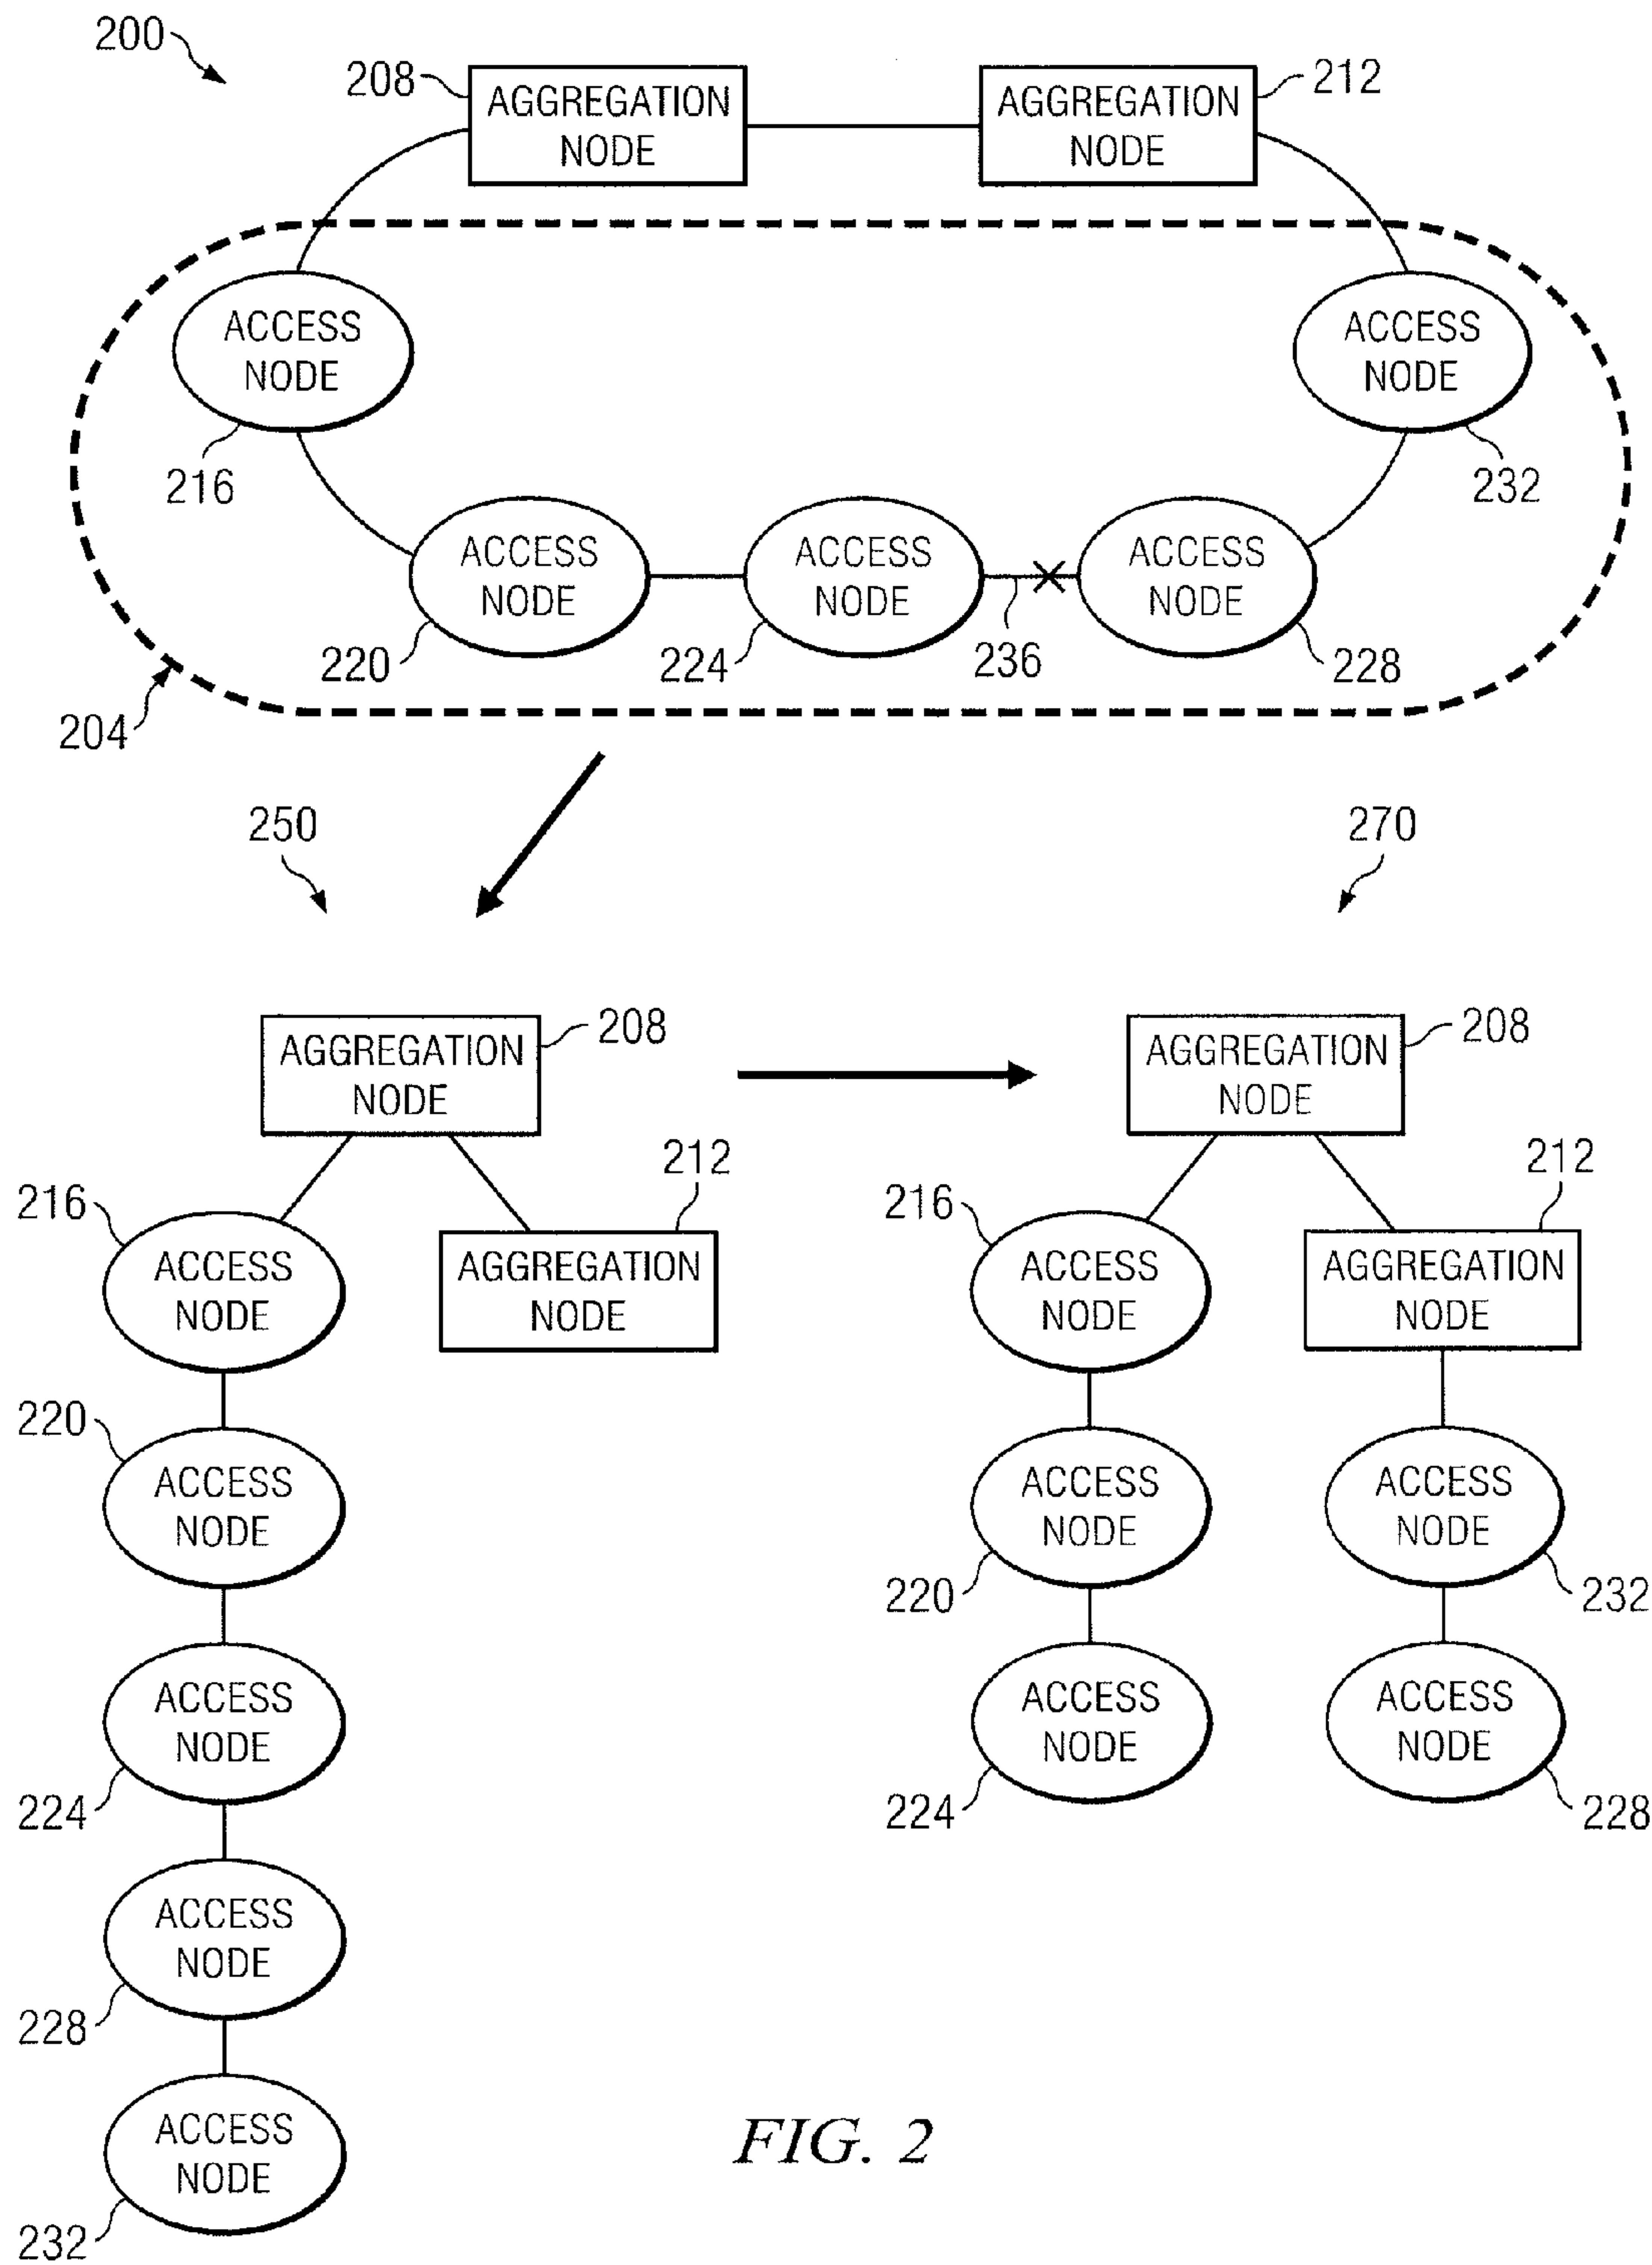 200
208
AGGREGATION
NODE
AGGREGATION
NODE
212
ACCESS
NODE
216
ACCESS
NODE
232
ACCESS
NODE
220
ACCESS
NODE
224
236
ACCESS
NODE
228
204
250
270
AGGREGATION
NODE
208
216
ACCESS
NODE
212
AGGREGATION
NODE
220
ACCESS
NODE
ACCESS
NODE
224
ACCESS
NODE
228
ACCESS
NODE
232
AGGREGATION
NODE
208
216
ACCESS
NODE
212
AGGREGATION
NODE
ACCESS
NODE
220
ACCESS
NODE
232
ACCESS
NODE
224
ACCESS
NODE
228
FIG. 2